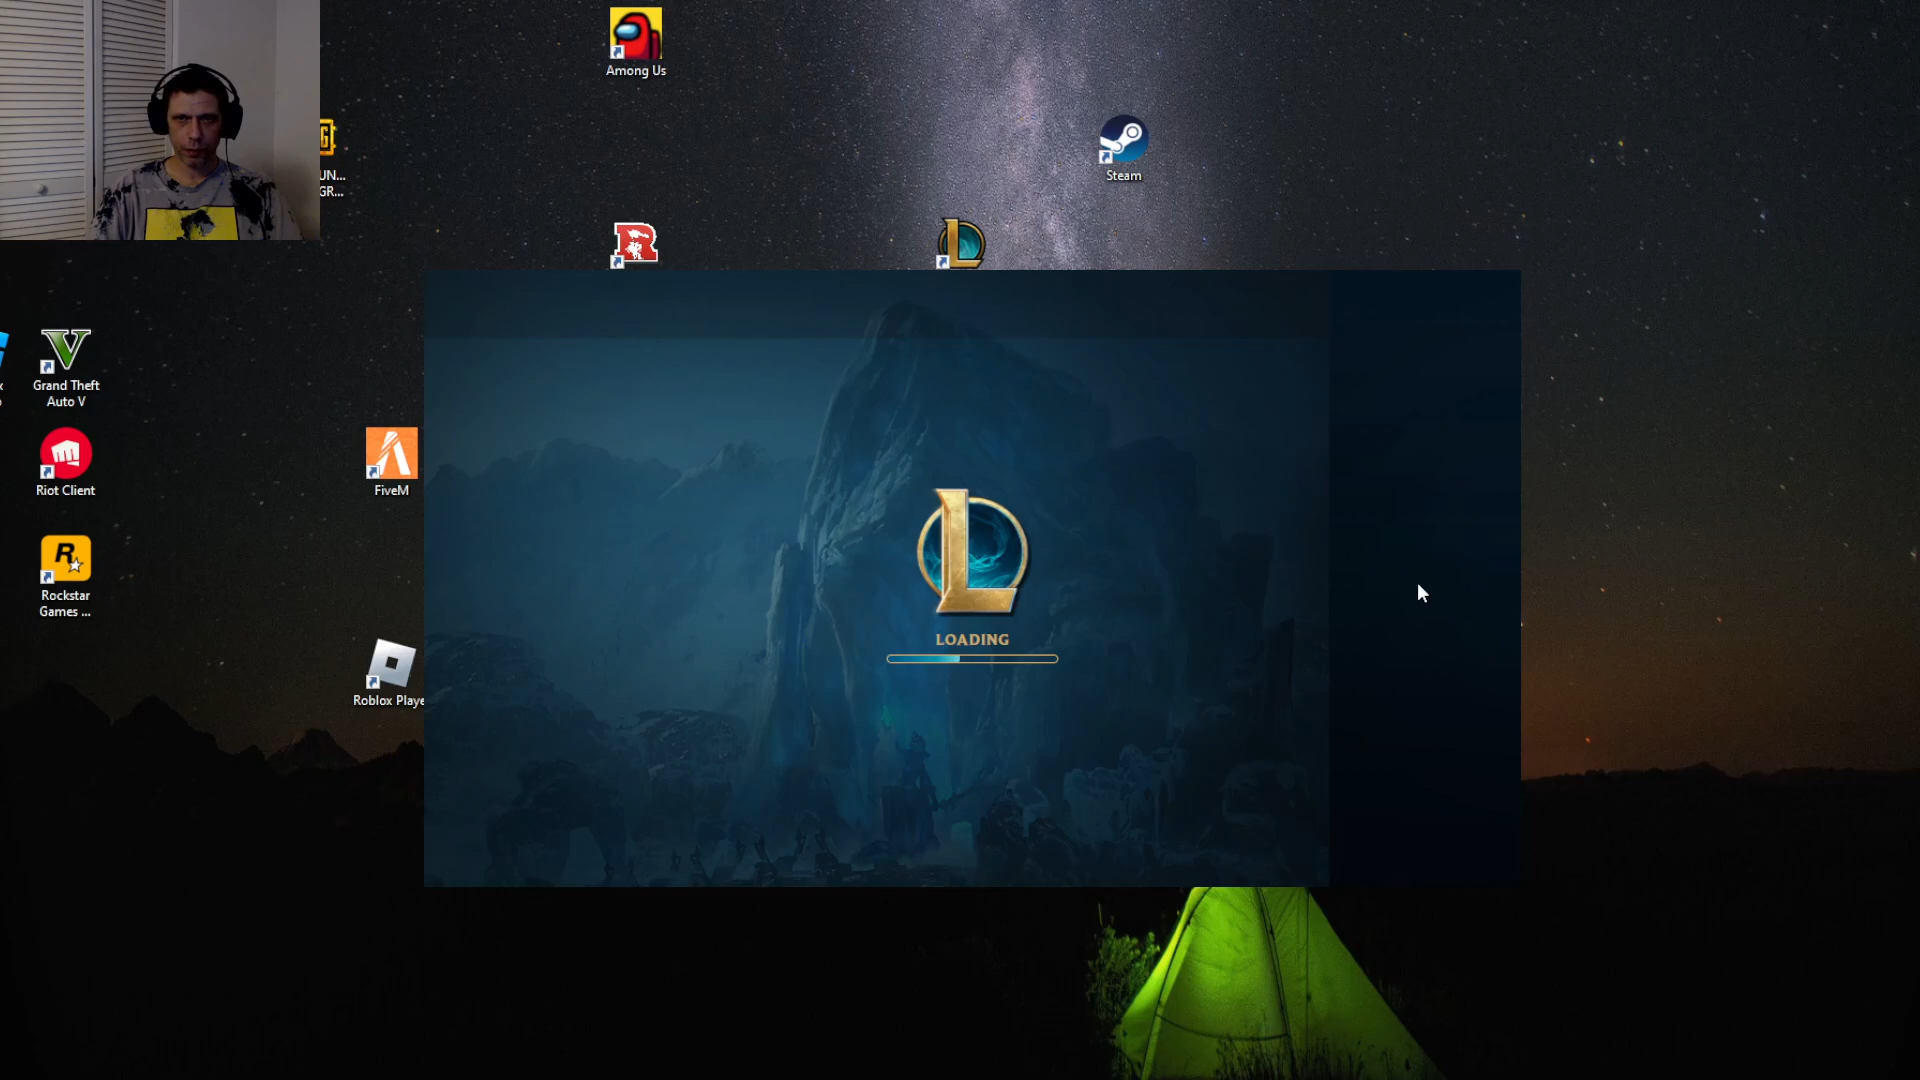 Among Us
UN...
GR...
Steam
Grand Theft
Auto V
Riot Client
FiveM
Rockstar
Games ...
LOADING
Roblox Playe